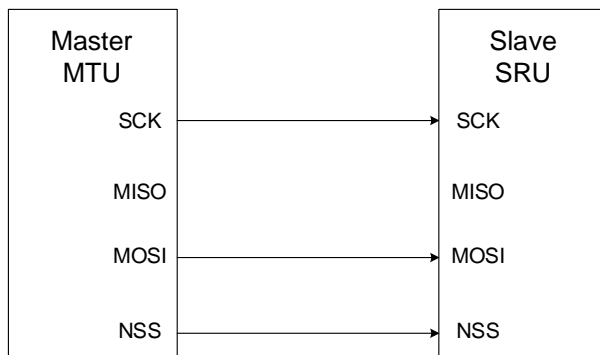 Master
MTU
SCK
MISO
MOSI
NSS
Slave
SRU
SCK
MISO
MOSI
NSS